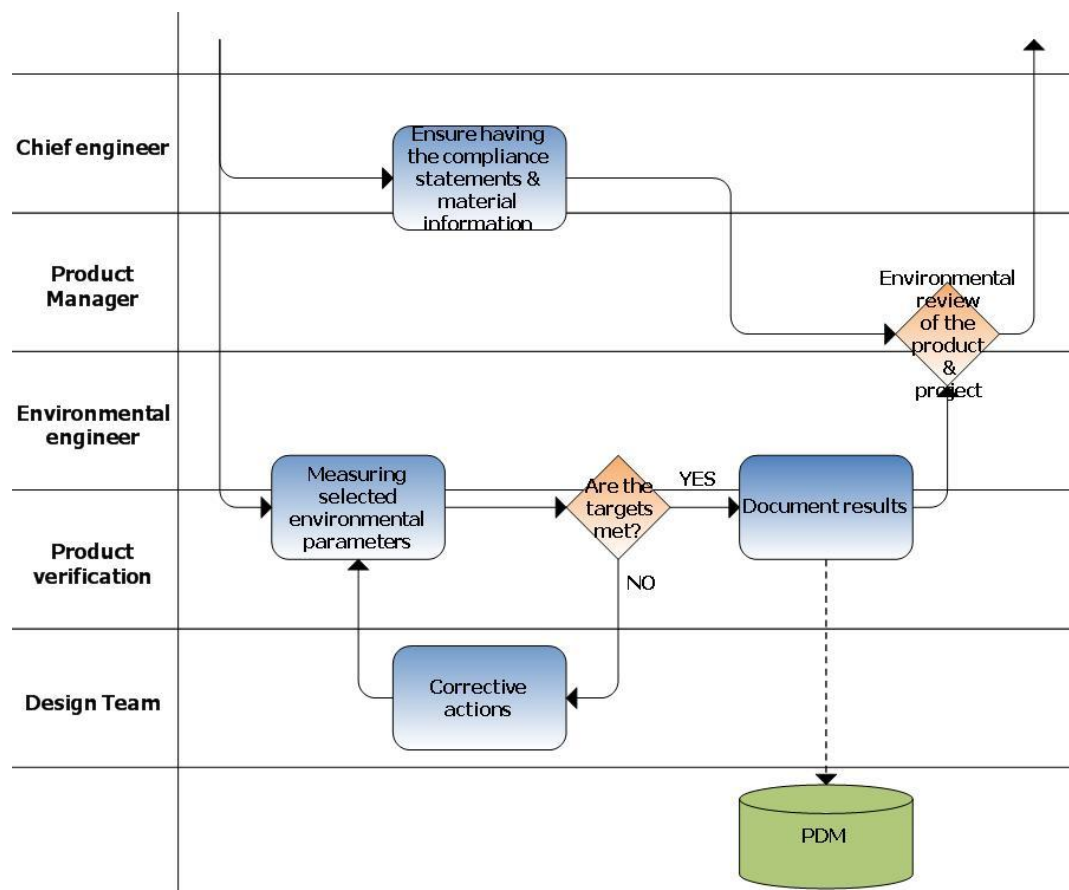 Chief engineer
Ensure having
the compliance
statements &
material
information
Product
Manager
Environmental
review
of the
product
&
project
Environmental
engineer
Measuring
selected
environmental
parameters
Are the
targets
met?
YES
Document results
Product
verification
NO
Design Team
Corrective
actions
PDM